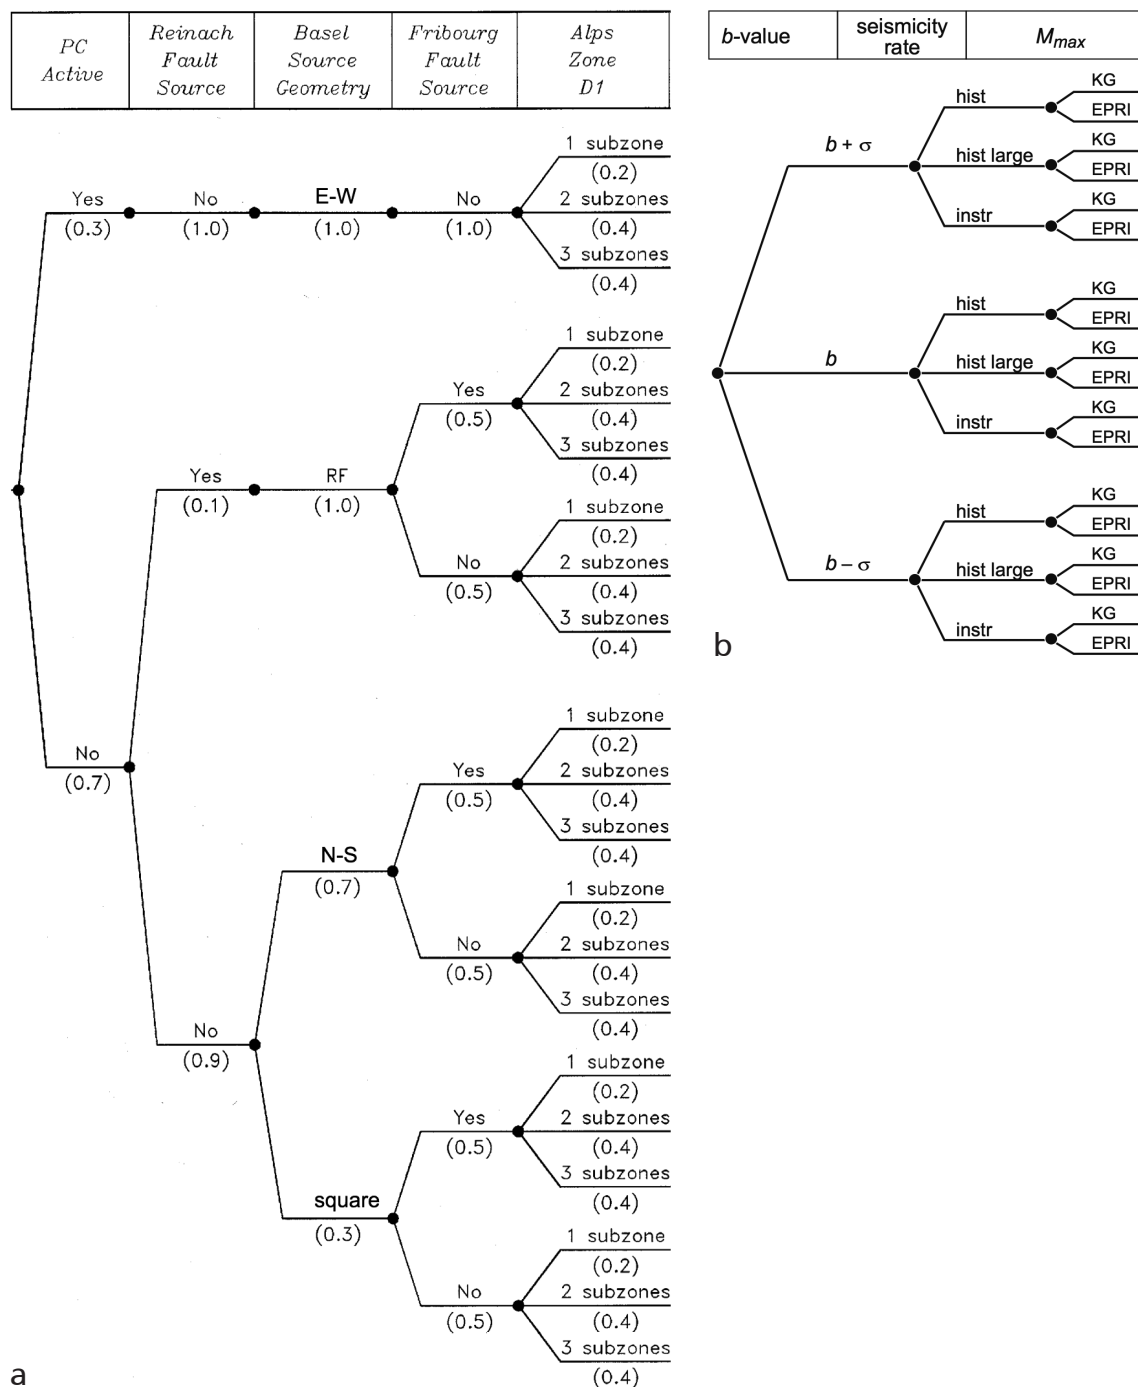 PC Active
Reinach Fault Source
Basel Source Geometry
Fribourg Fault Source
Alps Zone D1
1 subzone
(0.2)
Yes
(0.3)
No
(1.0)
E-W
(1.0)
No
(1.0)
2 subzones
(0.4)
3 subzones
(0.4)
1 subzone
(0.2)
Yes
(0.5)
2 subzones
(0.4)
3 subzones
(0.4)
Yes
(0.1)
RF
(1.0)
1 subzone
(0.2)
No
(0.5)
2 subzones
(0.4)
3 subzones
(0.4)
No
(0.7)
1 subzone
(0.2)
Yes
(0.5)
2 subzones
(0.4)
3 subzones
(0.4)
N-S
(0.7)
1 subzone
(0.2)
No
(0.5)
2 subzones
(0.4)
3 subzones
(0.4)
No
(0.9)
1 subzone
(0.2)
Yes
(0.5)
2 subzones
(0.4)
3 subzones
(0.4)
square
(0.3)
1 subzone
(0.2)
No
(0.5)
2 subzones
(0.4)
3 subzones
(0.4)
a
b-value
seismicity rate
Mmax
b + σ
hist
KG
EPRI
hist large
KG
EPRI
instr
KG
EPRI
b
hist
KG
EPRI
hist large
KG
EPRI
instr
KG
EPRI
b – σ
hist
KG
EPRI
hist large
KG
EPRI
instr
KG
EPRI
b